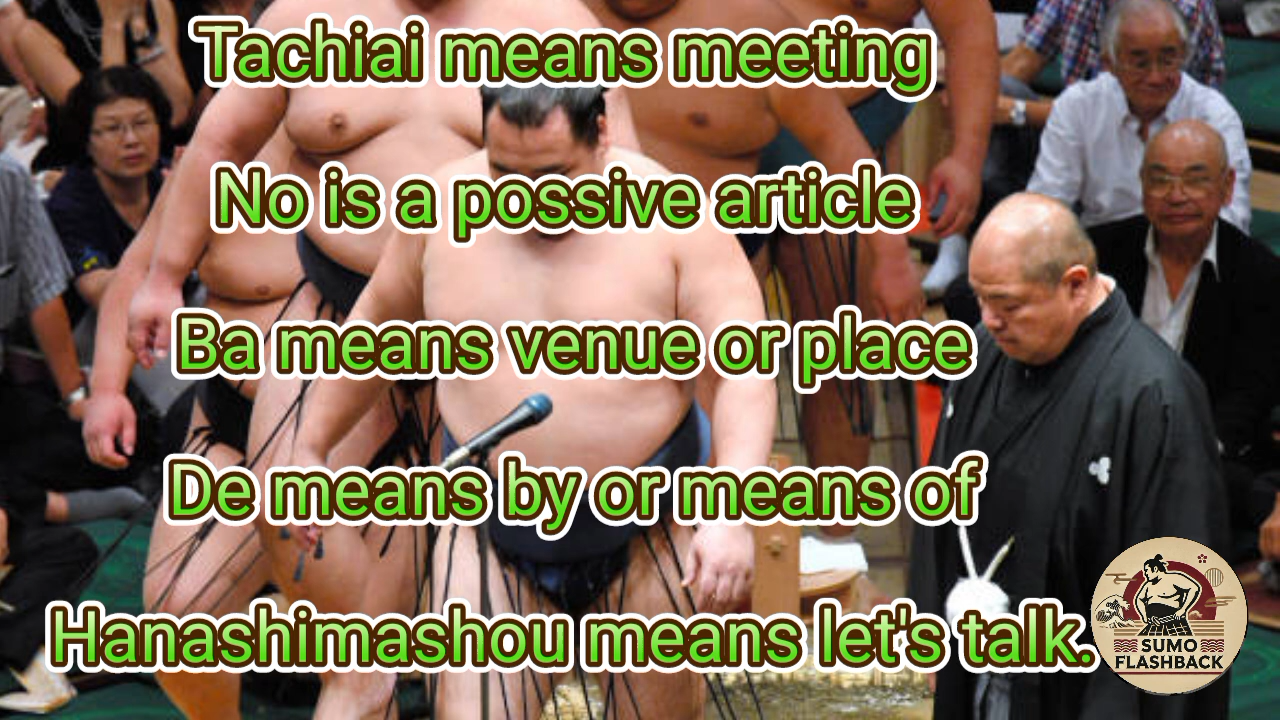 Tachiai means meeting
No is a possive article
Ba means venue or place
De means by or means of
Hanashimashou means let's talk.
SUMO
FLASHBACK